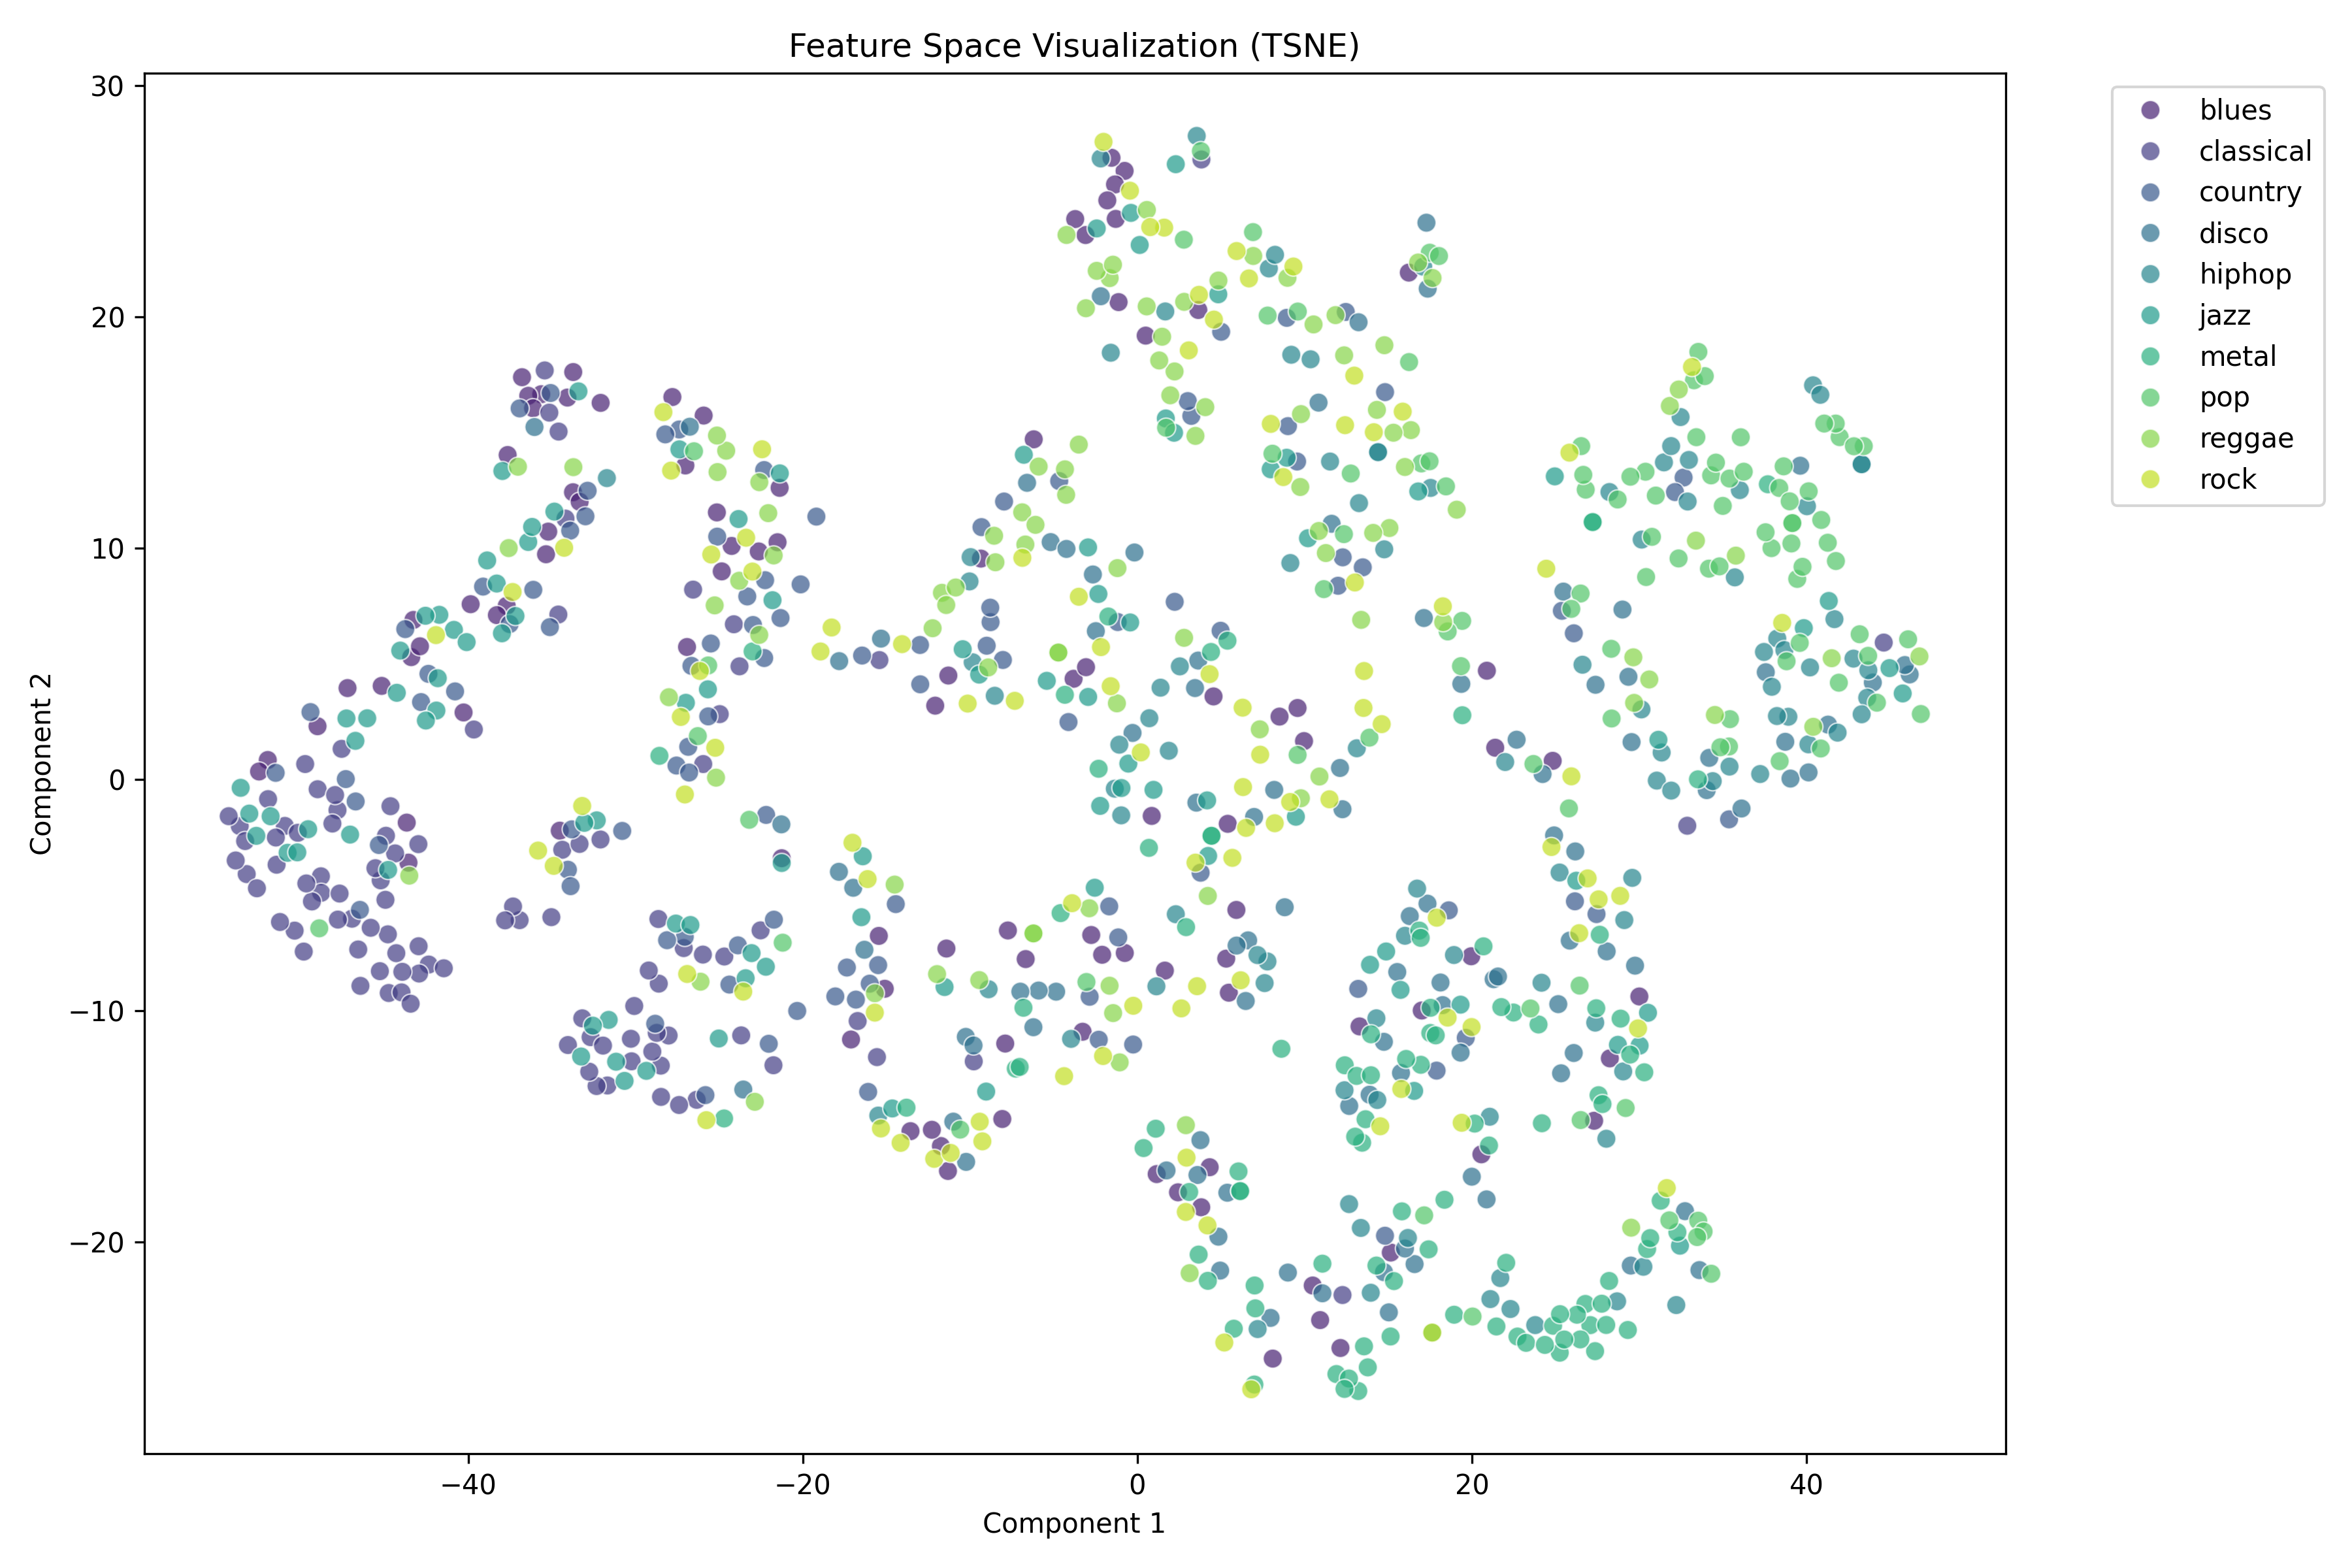 Feature Space Visualization (TSNE)
30
20
10
0
−10
−20
Component 2
−40
−20
0
20
40
Component 1
blues
classical
country
disco
hiphop
jazz
metal
pop
reggae
rock